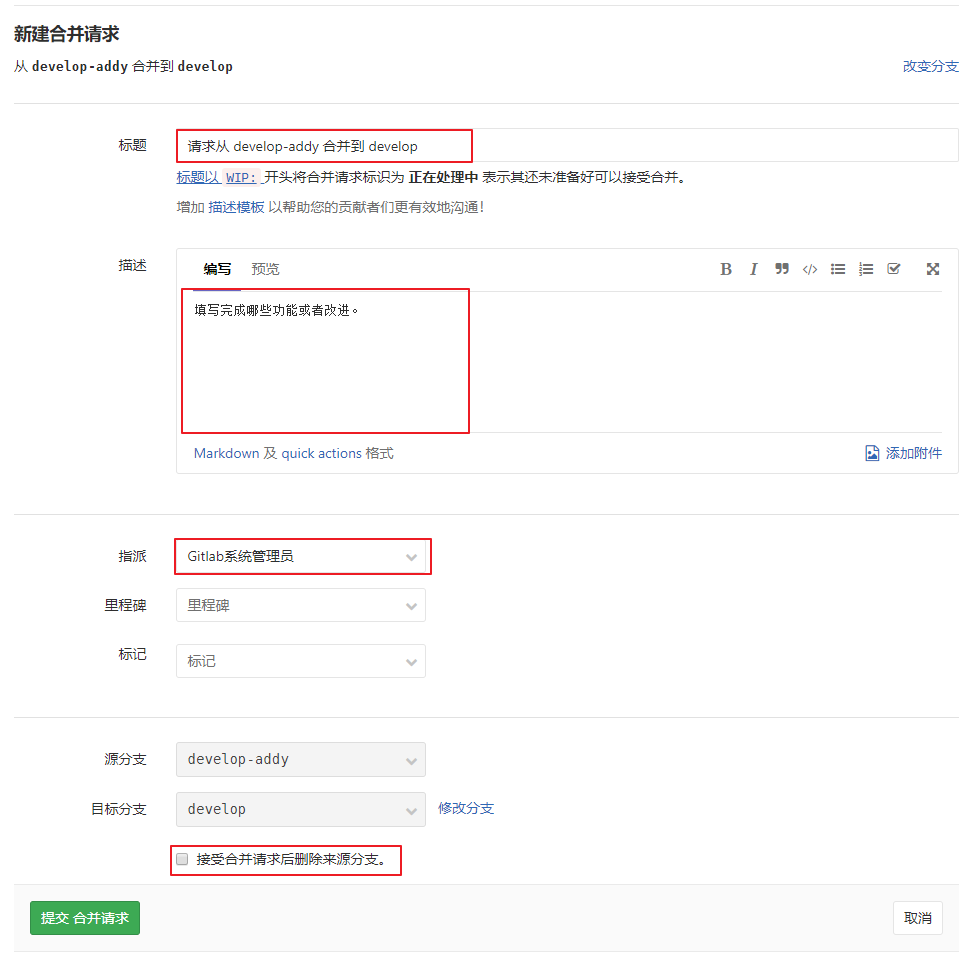 新建合并请求
从 develop-addy 合并到 develop
改变分支
标题
请求从 develop-addy 合并到 develop
标题以 WIP: 开头将合并请求标识为 正在处理中 表示其还未准备好可以接受合并。
增加 描述模板 以帮助您的贡献者们更有效地沟通!
描述
编写 预览
填写完成哪些功能或者改进。
Markdown 及 quick actions 格式
添加附件
指派
Gitlab系统管理员
里程碑
里程碑
标记
标记
源分支
develop-addy
目标分支
develop
修改分支
接受合并请求后删除来源分支。
提交 合并请求
取消